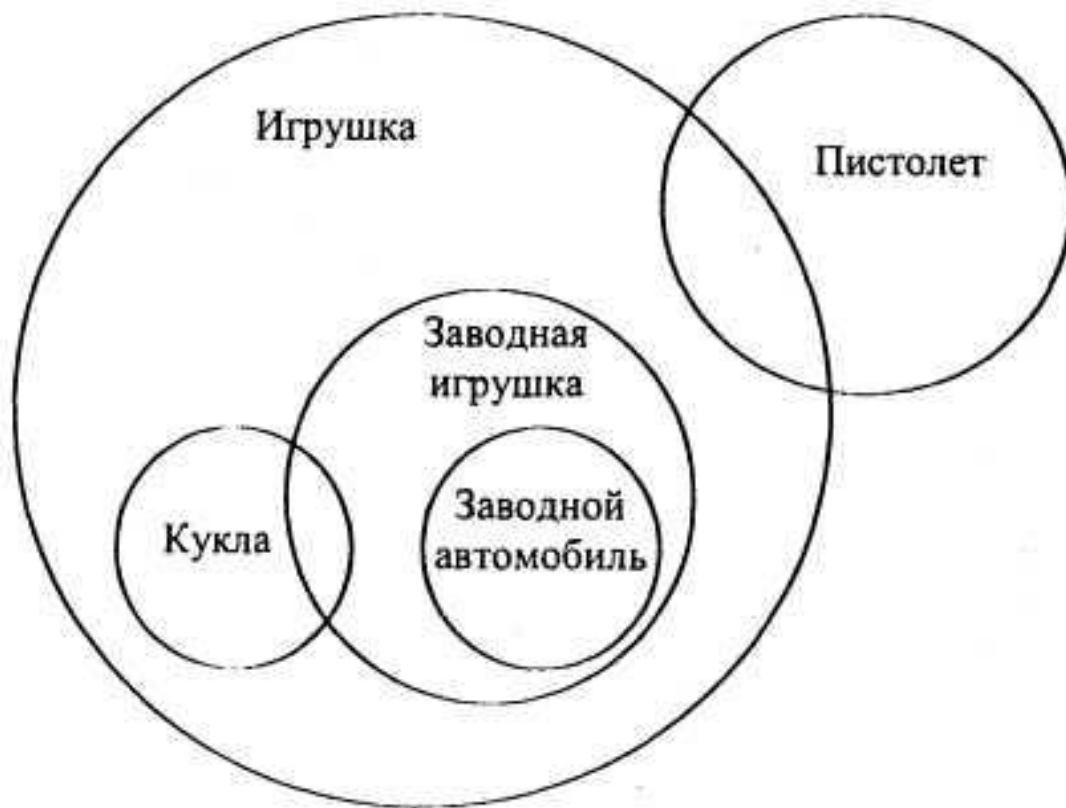 Игрушка
Пистолет
Заводная
игрушка
Кукла
Заводной
автомобиль